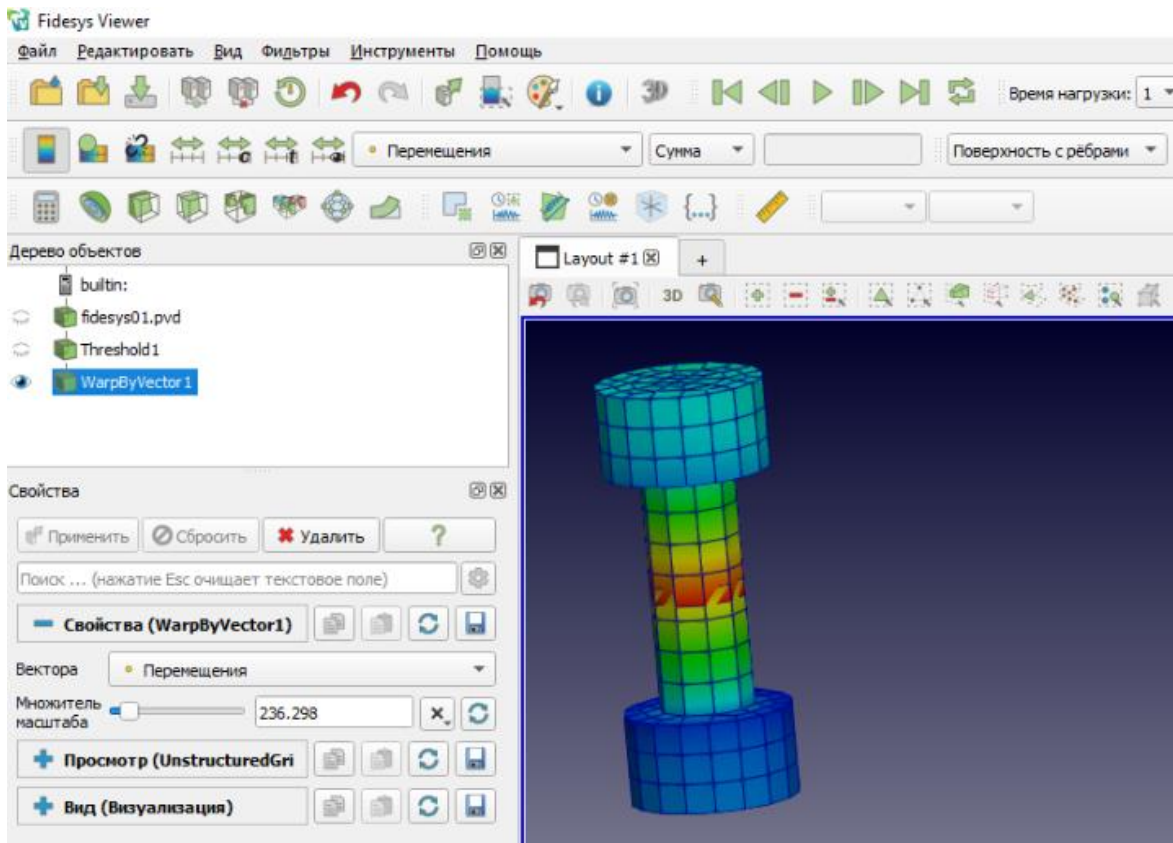 Fidesys Viewer
Файл Редактировать Вид Фильтры Инструменты Помощь
3D Время нагрузки: 1
Перемещения Сумма Поверхность с рёбрами
{...}
Дерево объектов
Layout #1 +
builtin:
3D
fidesys01.pvd
Threshold1
WarpByVector1
Свойства
Применить Сбросить Удалить ?
Поиск ... (нажатие Esc очищает текстовое поле)
Свойства (WarpByVector1)
Вектора Перемещения
Множитель масштаба 236.298
Просмотр (UnstructuredGri
Вид (Визуализация)